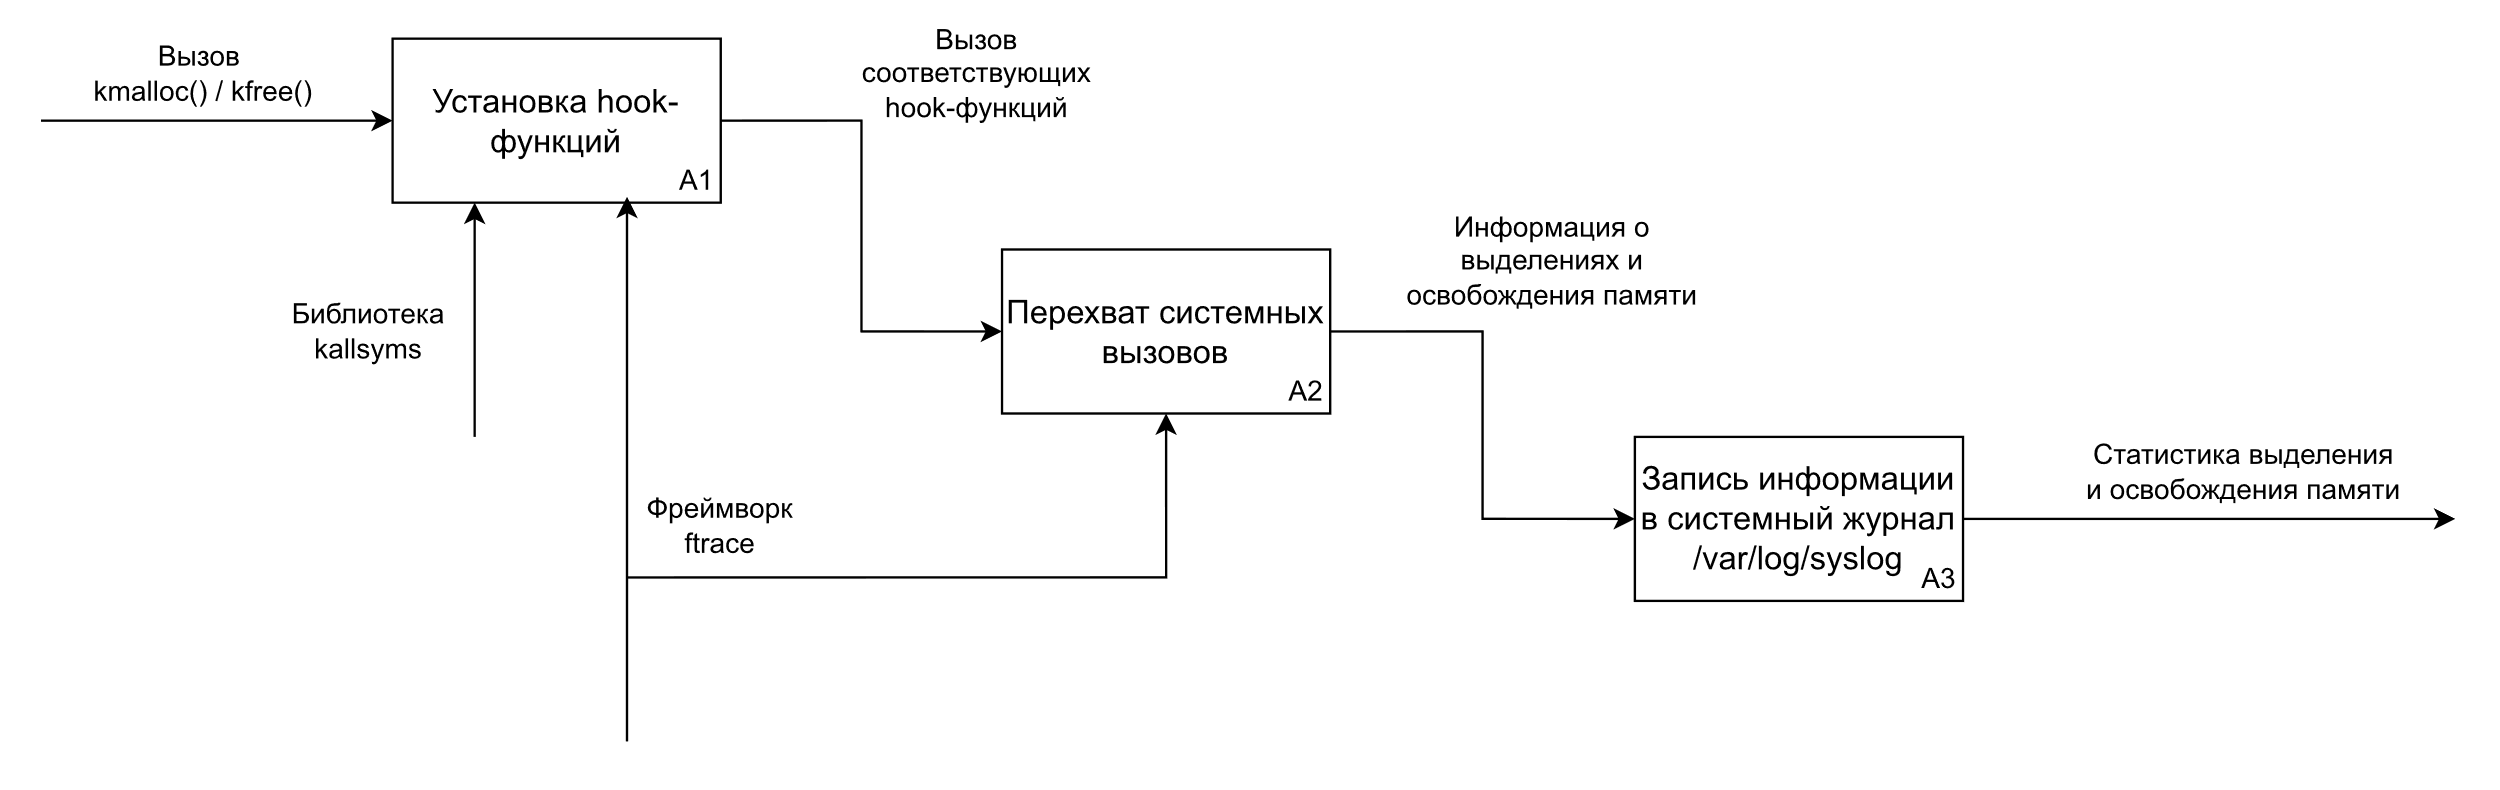 Вызов
kmalloc() / kfree()
Установка hook-
функций
A1
Вызов
соответствующих
hook-функций
Библиотека
kallsyms
Информация о
выделениях и
освобождения памяти
Перехват системных
вызовов
A2
Фреймворк
ftrace
Статистика выделения
и освобождения памяти
Запись информации
в системный журнал
/var/log/syslog
A3